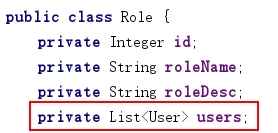 public class Role {
private Integer id;
private String roleName;
private String roleDesc;
private List<User> users;